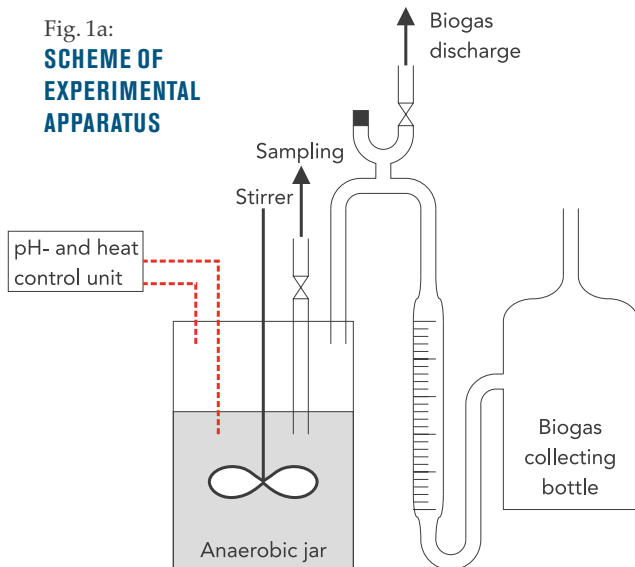 Fig. 1a:
SCHEME OF
EXPERIMENTAL
APPARATUS
Biogas
discharge
Sampling
Stirrer
pH- and heat
control unit
Biogas
collecting
bottle
Anaerobic jar